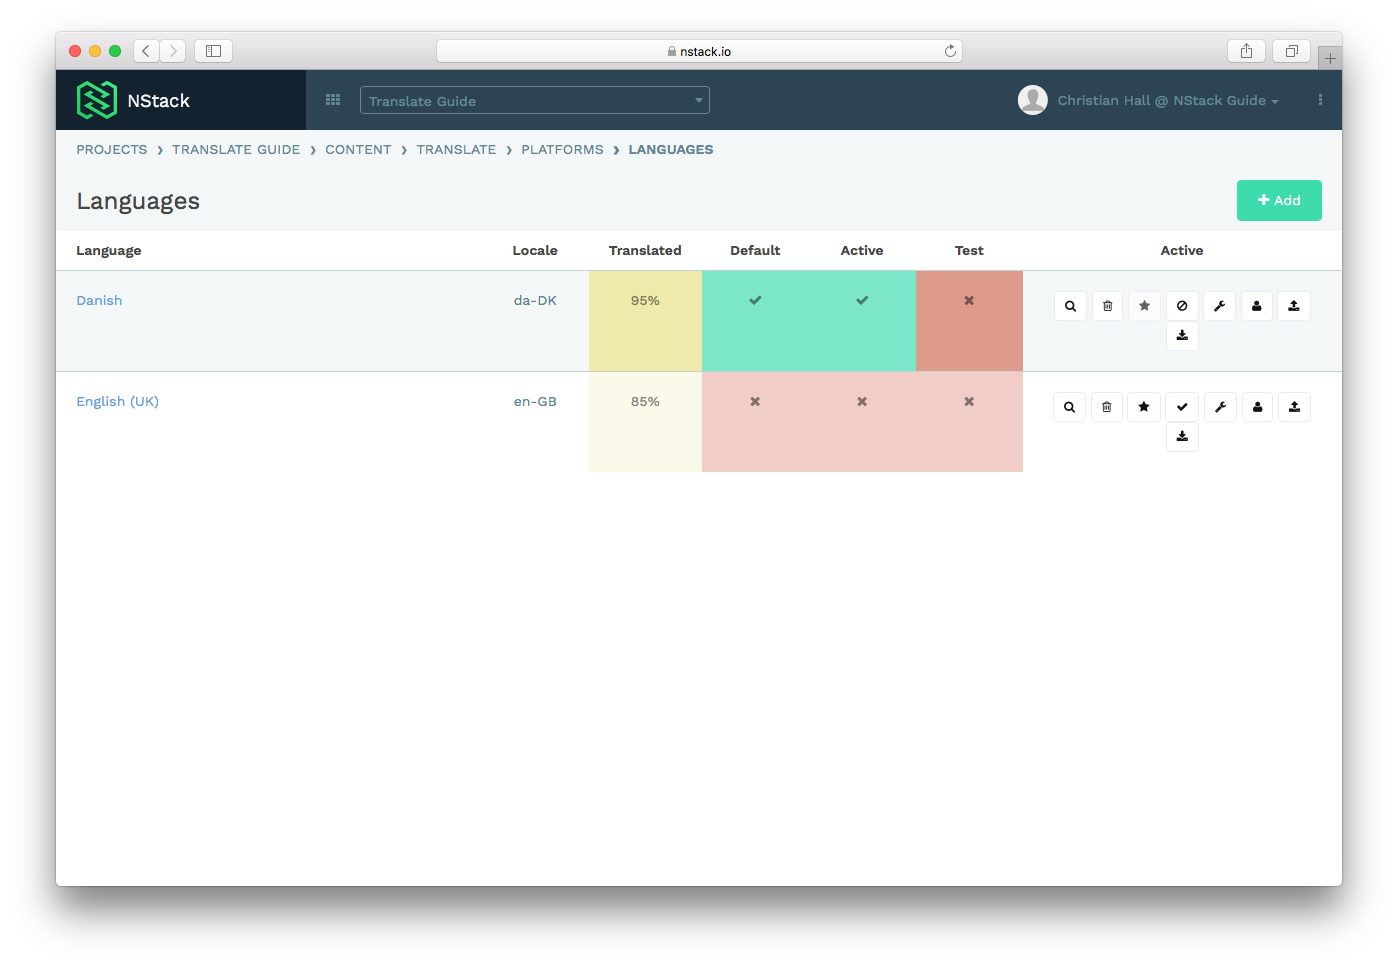 nstack.io
NStack
Translate Guide
Christian Hall @ NStack Guide
PROJECTS › TRANSLATE GUIDE › CONTENT › TRANSLATE › PLATFORMS › LANGUAGES
Languages
+ Add
Language Locale Translated Default Active Test Active
Danish da-DK 95%
English (UK) en-GB 85%